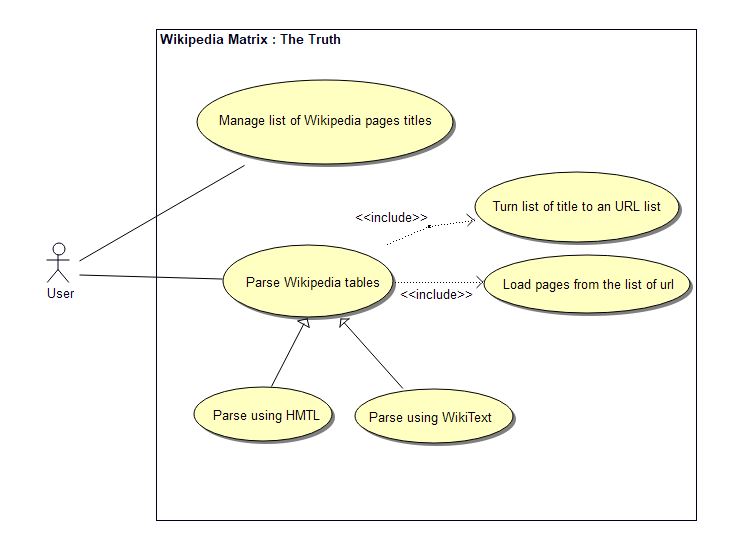 Wikipedia Matrix : The Truth
Manage list of Wikipedia pages titles
<<include>>
Turn list of title to an URL list
User
Parse Wikipedia tables
<<include>>
Load pages from the list of url
Parse using HMTL
Parse using WikiText